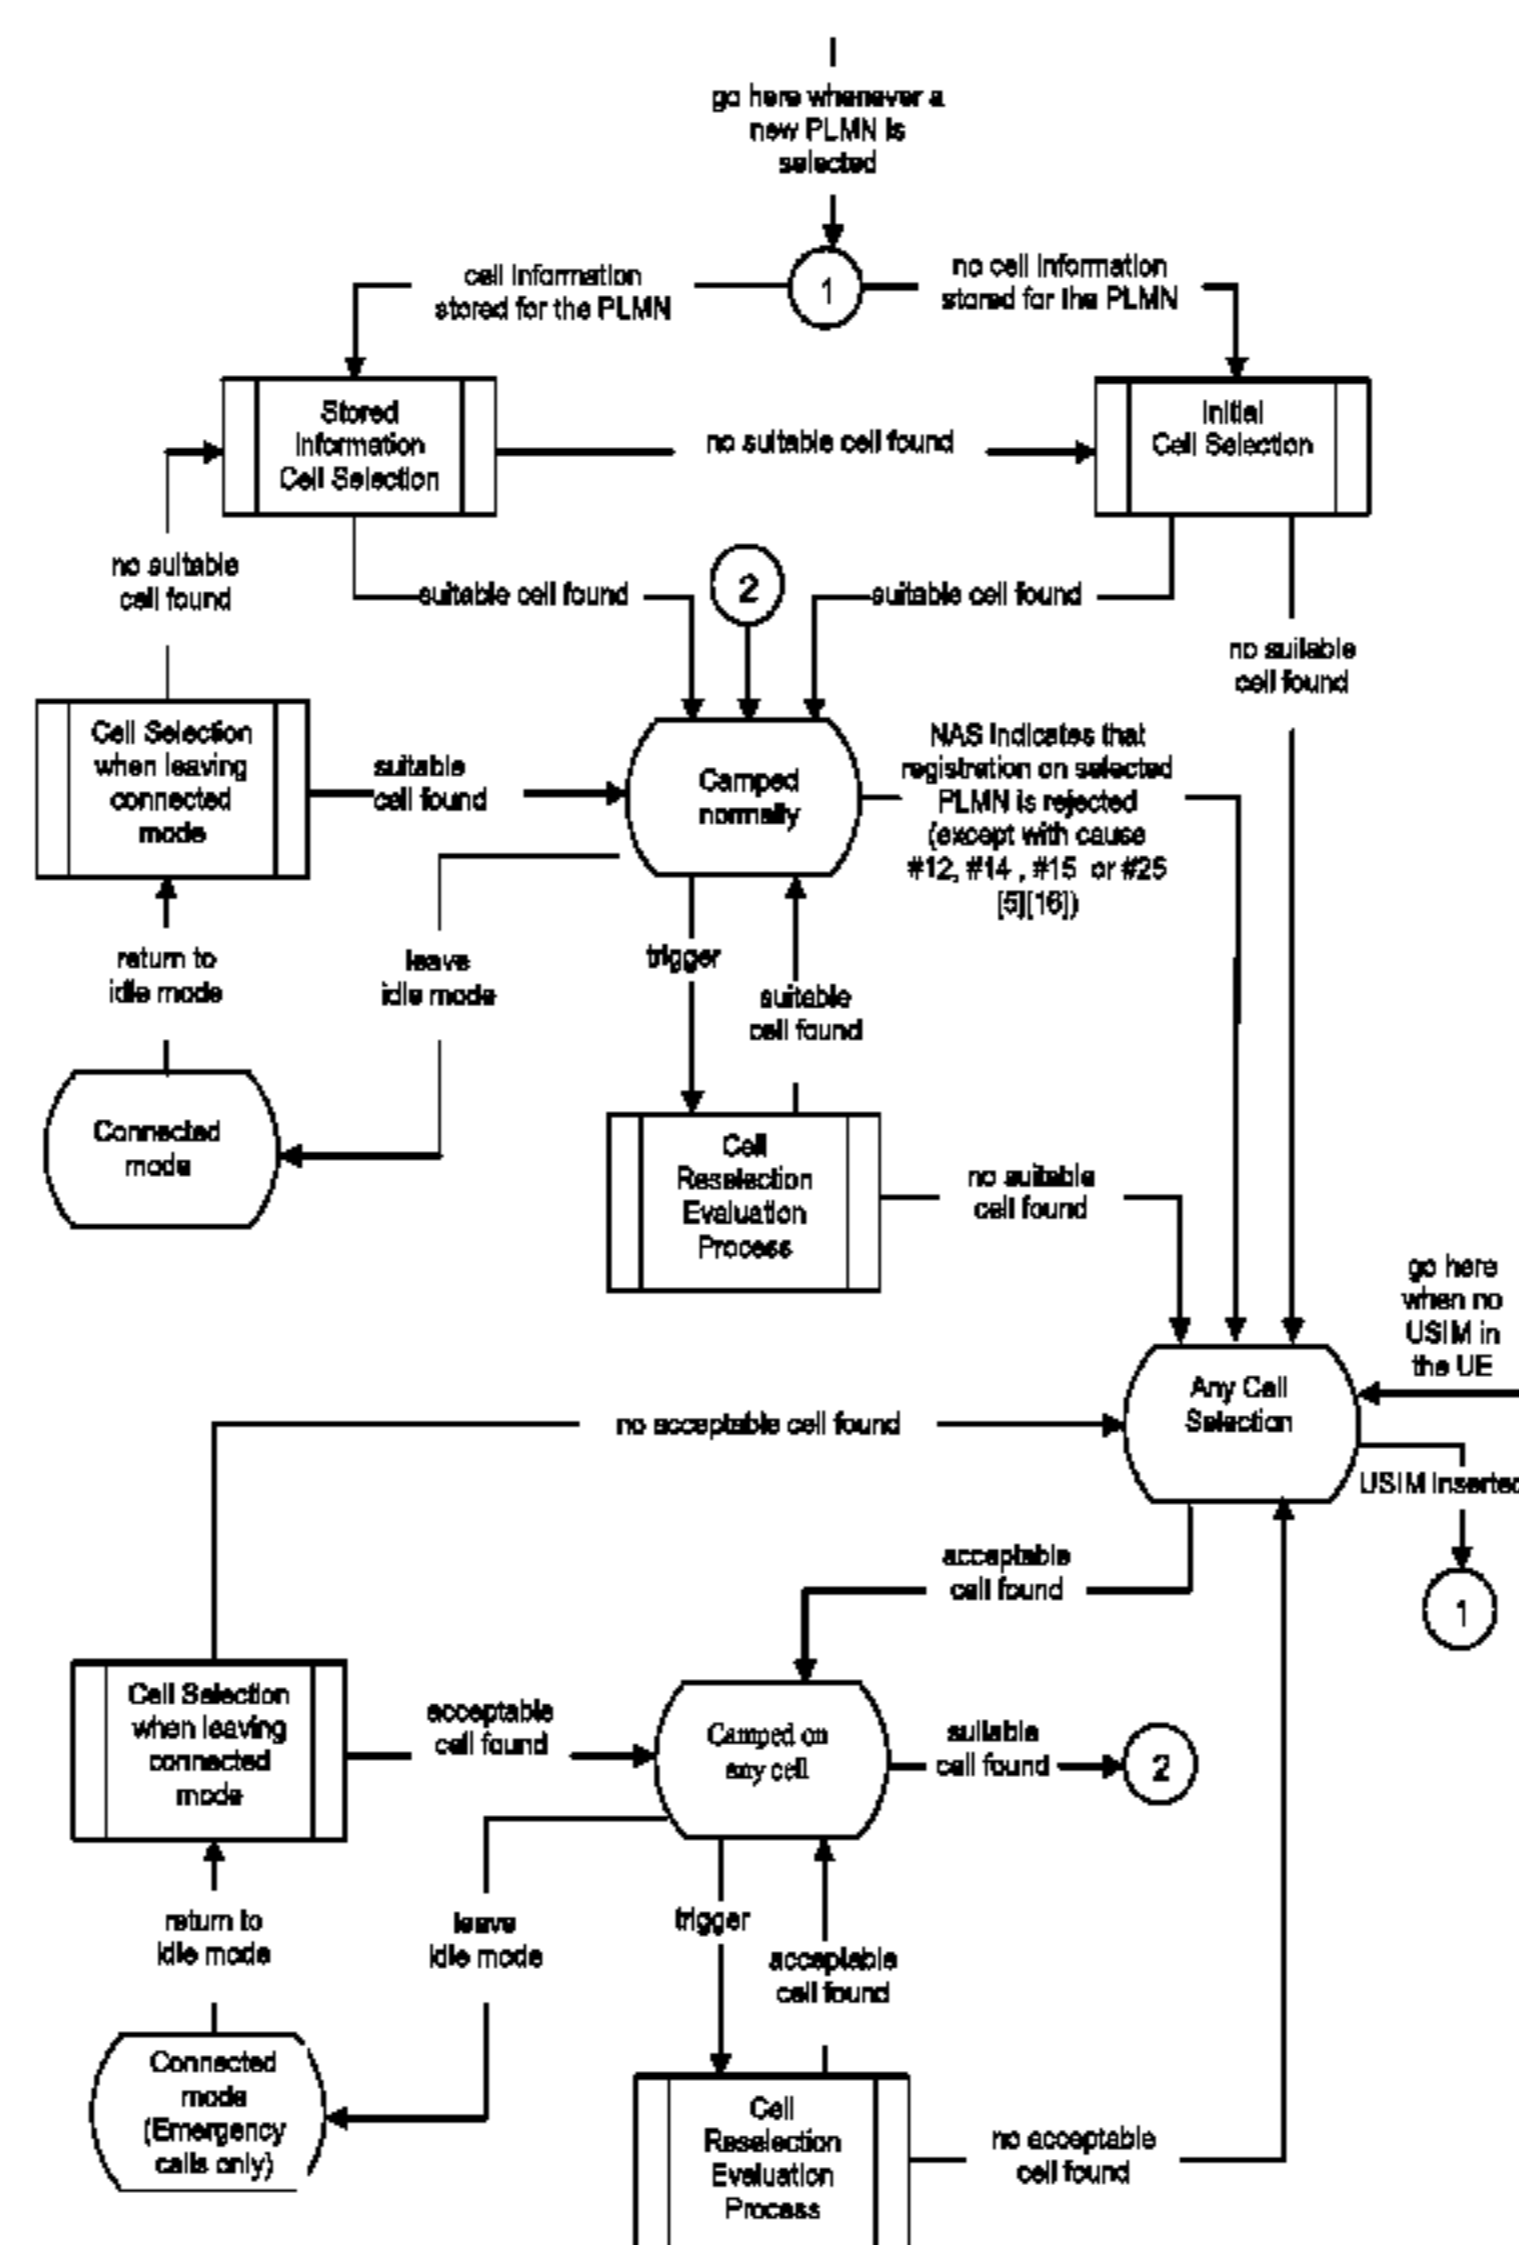 go here whenever a
new PLMN is
selected
1
cell information
stored for the PLMN
no cell information
stored for the PLMN
Stored
Information
Cell Selection
no suitable cell found
Initial
Cell Selection
no suitable
cell found
suitable cell found
2
suitable cell found
no suitable
cell found
Cell Selection
when leaving
connected
mode
suitable
cell found
Camped
normally
NAS indicates that
registration on selected
PLMN is rejected
(except with cause
#12, #14 , #15 or #25
[5][16])
return to
idle mode
leave
idle mode
trigger
suitable
cell found
Connected
mode
Cell
Reselection
Evaluation
Process
no suitable
cell found
go here
when no
USIM in
the UE
Any Cell
Selection
no acceptable cell found
USIM inserted
1
acceptable
cell found
Cell Selection
when leaving
connected
mode
acceptable
cell found
Camped on
any cell
suitable
cell found
2
return to
idle mode
leave
idle mode
trigger
acceptable
cell found
Connected
mode
(Emergency
calls only)
Cell
Reselection
Evaluation
Process
no acceptable
cell found